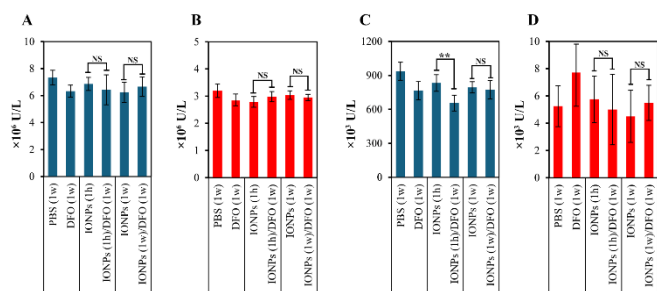 A
B
C
D
×10⁶ U/L
10
8
6
4
2
0
NS
NS
PBS (1w)
DFO (1w)
IONPs (1h)
IONPs (1h)/DFO (1w)
IONPs (1w)
IONPs (1w)/DFO (1w)
×10⁶ U/L
5
4
3
2
1
0
NS
NS
PBS (1w)
DFO (1w)
IONPs (1h)
IONPs (1h)/DFO (1w)
IONPs (1w)
IONPs (1w)/DFO (1w)
×10³ U/L
1200
900
600
300
0
**
NS
PBS (1w)
DFO (1w)
IONPs (1h)
IONPs (1h)/DFO (1w)
IONPs (1w)
IONPs (1w)/DFO (1w)
×10³ U/L
10
8
6
4
2
0
NS
NS
PBS (1w)
DFO (1w)
IONPs (1h)
IONPs (1h)/DFO (1w)
IONPs (1w)
IONPs (1w)/DFO (1w)